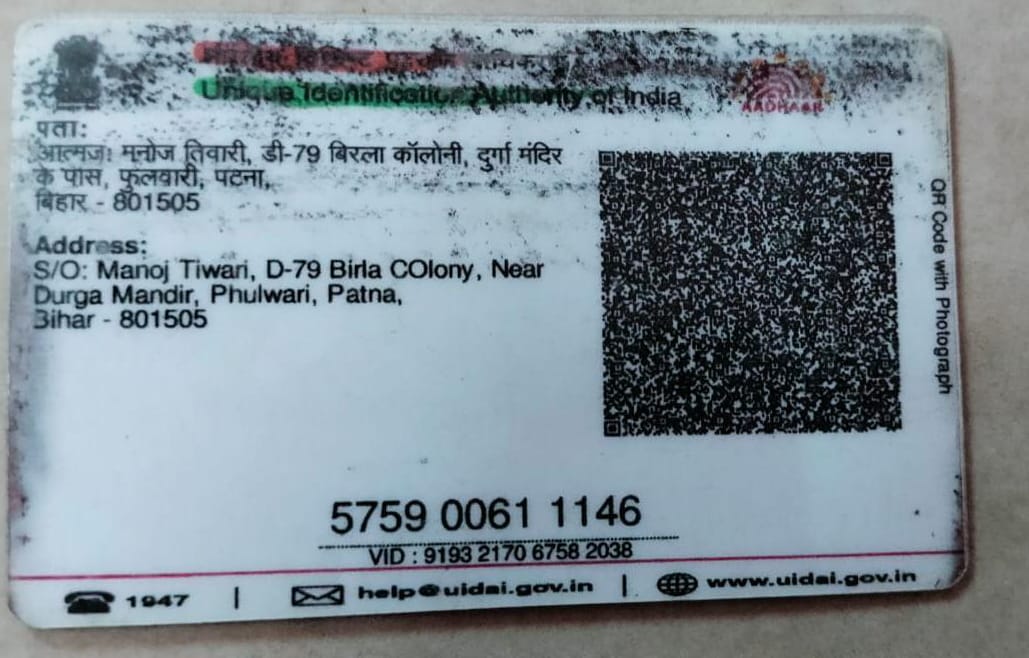 Unique Identification Authority of India
AADHAAR
पता:
आत्मज: मनोज तिवारी, डी-79 बिरला कॉलोनी, दुर्गा मंदिर
के पास, फुलवारी, पटना,
बिहार - 801505
Address:
S/O: Manoj Tiwari, D-79 Birla COlony, Near
Durga Mandir, Phulwari, Patna,
Bihar - 801505
QR Code with Photograph
5759 0061 1146
VID : 9193 2170 6758 2038
1947 | help@uidai.gov.in | www.uidai.gov.in